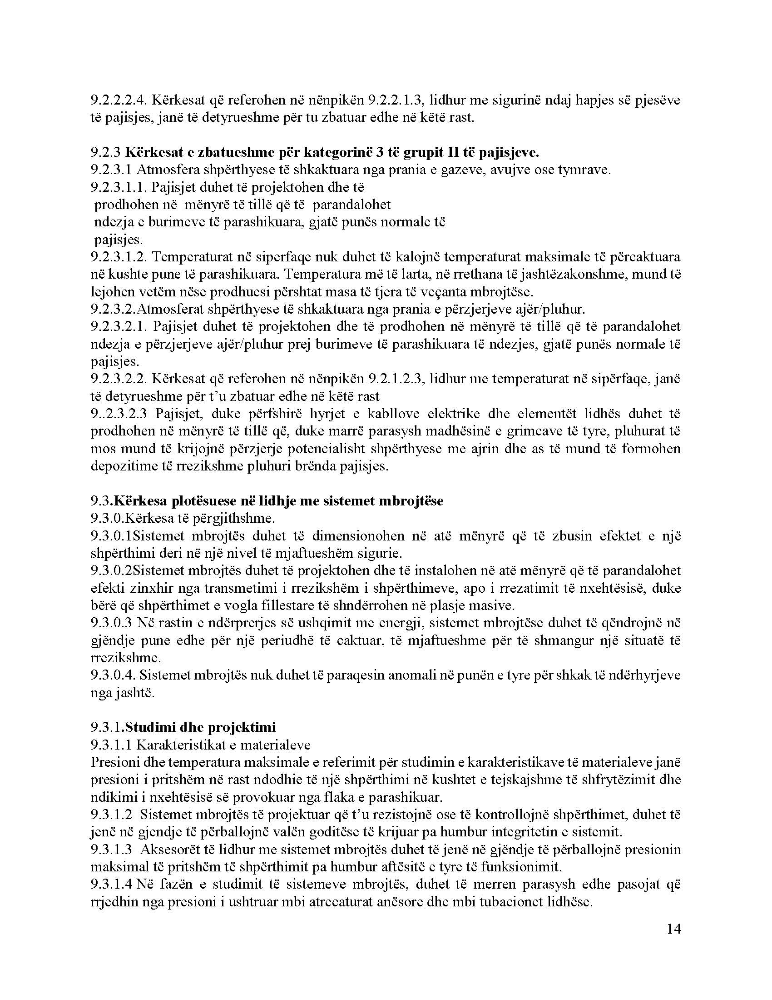 9.2.2.2.4. Kërkesat që referohen në nënpikën 9.2.2.1.3, lidhur me sigurinë ndaj hapjes së pjesëve
të pajisjes, janë të detyrueshme për tu zbatuar edhe në këtë rast.
9.2.3 Kërkesat e zbatueshme për kategorinë 3 të grupit II të pajisjeve.
9.2.3.1 Atmosfera shpërthyese të shkaktuara nga prania e gazeve, avujve ose tymrave.
9.2.3.1.1. Pajisjet duhet të projektohen dhe të
prodhohen në  mënyrë të tillë që të  parandalohet
ndezja e burimeve të parashikuara, gjatë punës normale të
pajisjes.
9.2.3.1.2. Temperaturat në siperfaqe nuk duhet të kalojnë temperaturat maksimale të përcaktuara
në kushte pune të parashikuara. Temperatura më të larta, në rrethana të jashtëzakonshme, mund të
lejohen vetëm nëse prodhuesi përshtat masa të tjera të veçanta mbrojtëse.
9.2.3.2.Atmosferat shpërthyese të shkaktuara nga prania e përzjerjeve ajër/pluhur.
9.2.3.2.1. Pajisjet duhet të projektohen dhe të prodhohen në mënyrë të tillë që të parandalohet
ndezja e përzjerjeve ajër/pluhur prej burimeve të parashikuara të ndezjes, gjatë punës normale të
pajisjes.
9.2.3.2.2. Kërkesat që referohen në nënpikën 9.2.1.2.3, lidhur me temperaturat në sipërfaqe, janë
të detyrueshme për t’u zbatuar edhe në këtë rast
9..2.3.2.3 Pajisjet, duke përfshirë hyrjet e kabllove elektrike dhe elementët lidhës duhet të
prodhohen në mënyrë të tillë që, duke marrë parasysh madhësinë e grimcave të tyre, pluhurat të
mos mund të krijojnë përzjerje potencialisht shpërthyese me ajrin dhe as të mund të formohen
depozitime të rrezikshme pluhuri brënda pajisjes.
9.3.Kërkesa plotësuese në lidhje me sistemet mbrojtëse
9.3.0.Kërkesa të përgjithshme.
9.3.0.1Sistemet mbrojtës duhet të dimensionohen në atë mënyrë që të zbusin efektet e një
shpërthimi deri në një nivel të mjaftueshëm sigurie.
9.3.0.2Sistemet mbrojtës duhet të projektohen dhe të instalohen në atë mënyrë që të parandalohet
efekti zinxhir nga transmetimi i rrezikshëm i shpërthimeve, apo i rrezatimit të nxehtësisë, duke
bërë që shpërthimet e vogla fillestare të shndërrohen në plasje masive.
9.3.0.3 Në rastin e ndërprerjes së ushqimit me energji, sistemet mbrojtëse duhet të qëndrojnë në
gjëndje pune edhe për një periudhë të caktuar, të mjaftueshme për të shmangur një situatë të
rrezikshme.
9.3.0.4. Sistemet mbrojtës nuk duhet të paraqesin anomali në punën e tyre për shkak të ndërhyrjeve
nga jashtë.
9.3.1.Studimi dhe projektimi
9.3.1.1 Karakteristikat e materialeve
Presioni dhe temperatura maksimale e referimit për studimin e karakteristikave të materialeve janë
presioni i pritshëm në rast ndodhie të një shpërthimi në kushtet e tejskajshme të shfrytëzimit dhe
ndikimi i nxehtësisë së provokuar nga flaka e parashikuar.
9.3.1.2  Sistemet mbrojtës të projektuar që t’u rezistojnë ose të kontrollojnë shpërthimet, duhet të
jenë në gjendje të përballojnë valën goditëse të krijuar pa humbur integritetin e sistemit.
9.3.1.3  Aksesorët të lidhur me sistemet mbrojtës duhet të jenë në gjëndje të përballojnë presionin
maksimal të pritshëm të shpërthimit pa humbur aftësitë e tyre të funksionimit.
9.3.1.4 Në fazën e studimit të sistemeve mbrojtës, duhet të merren parasysh edhe pasojat që
rrjedhin nga presioni i ushtruar mbi atrecaturat anësore dhe mbi tubacionet lidhëse.
14